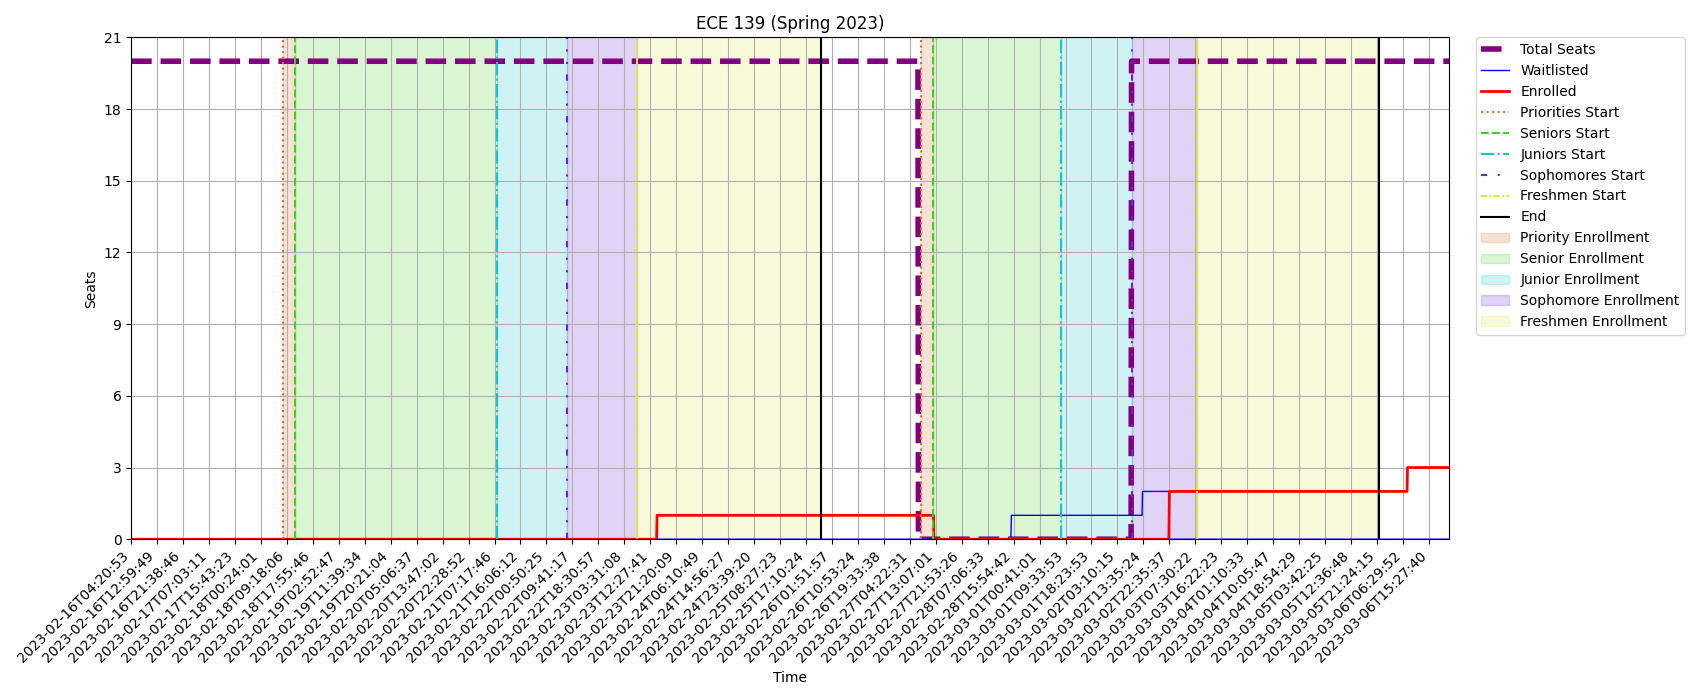 ECE 139 (Spring 2023)
21
18
15
12
9
6
3
0
Seats
2023-02-16T04:20:53
2023-02-16T12:59:49
2023-02-16T21:38:46
2023-02-17T07:03:11
2023-02-17T15:43:23
2023-02-18T00:24:01
2023-02-18T09:18:06
2023-02-18T17:55:46
2023-02-19T02:52:47
2023-02-19T11:39:34
2023-02-19T20:21:04
2023-02-20T05:06:37
2023-02-20T13:47:02
2023-02-20T22:28:52
2023-02-21T07:17:46
2023-02-21T16:06:12
2023-02-22T00:50:25
2023-02-22T09:41:17
2023-02-22T18:30:57
2023-02-23T03:31:08
2023-02-23T12:27:41
2023-02-23T21:20:09
2023-02-24T06:10:49
2023-02-24T14:56:27
2023-02-24T23:39:20
2023-02-25T08:27:23
2023-02-25T17:10:24
2023-02-26T01:51:57
2023-02-26T10:53:24
2023-02-26T19:33:38
2023-02-27T04:22:31
2023-02-27T13:07:01
2023-02-27T21:53:26
2023-02-28T07:06:33
2023-02-28T15:54:42
2023-03-01T00:41:01
2023-03-01T09:33:53
2023-03-01T18:23:53
2023-03-02T03:10:15
2023-03-02T13:35:24
2023-03-02T22:35:37
2023-03-03T07:30:22
2023-03-03T16:22:23
2023-03-04T01:10:33
2023-03-04T10:05:47
2023-03-04T18:54:29
2023-03-05T03:42:25
2023-03-05T12:36:48
2023-03-05T21:24:15
2023-03-06T06:29:52
2023-03-06T15:27:40
Time
Total Seats
Waitlisted
Enrolled
Priorities Start
Seniors Start
Juniors Start
Sophomores Start
Freshmen Start
End
Priority Enrollment
Senior Enrollment
Junior Enrollment
Sophomore Enrollment
Freshmen Enrollment